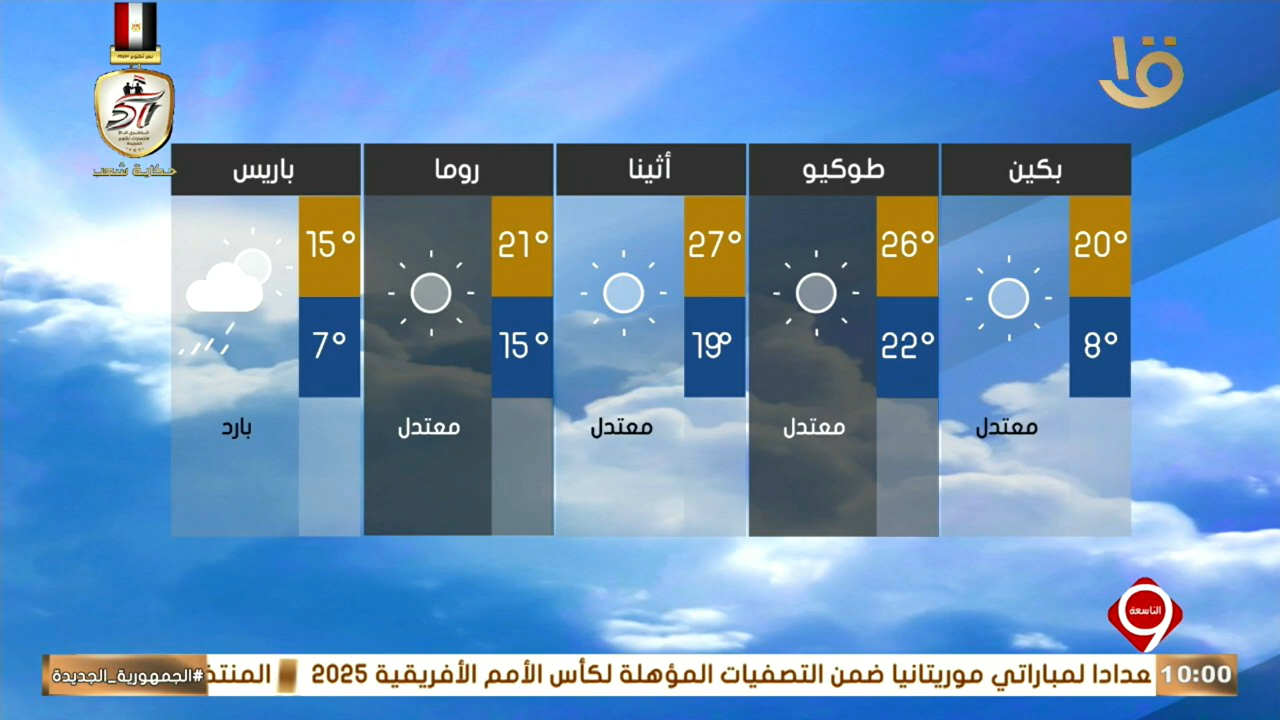 حكاية شعب
بكين
طوكيو
أثينا
روما
باريس
20°
26°
27°
21°
15°
8°
22°
19°
15°
7°
معتدل
معتدل
معتدل
معتدل
بارد
التاسعة
9
10:00
عدادا لمباراتي موريتانيا ضمن التصفيات المؤهلة لكأس الأمم الأفريقية 2025
المنتخ
#الجمهورية_الجديدة